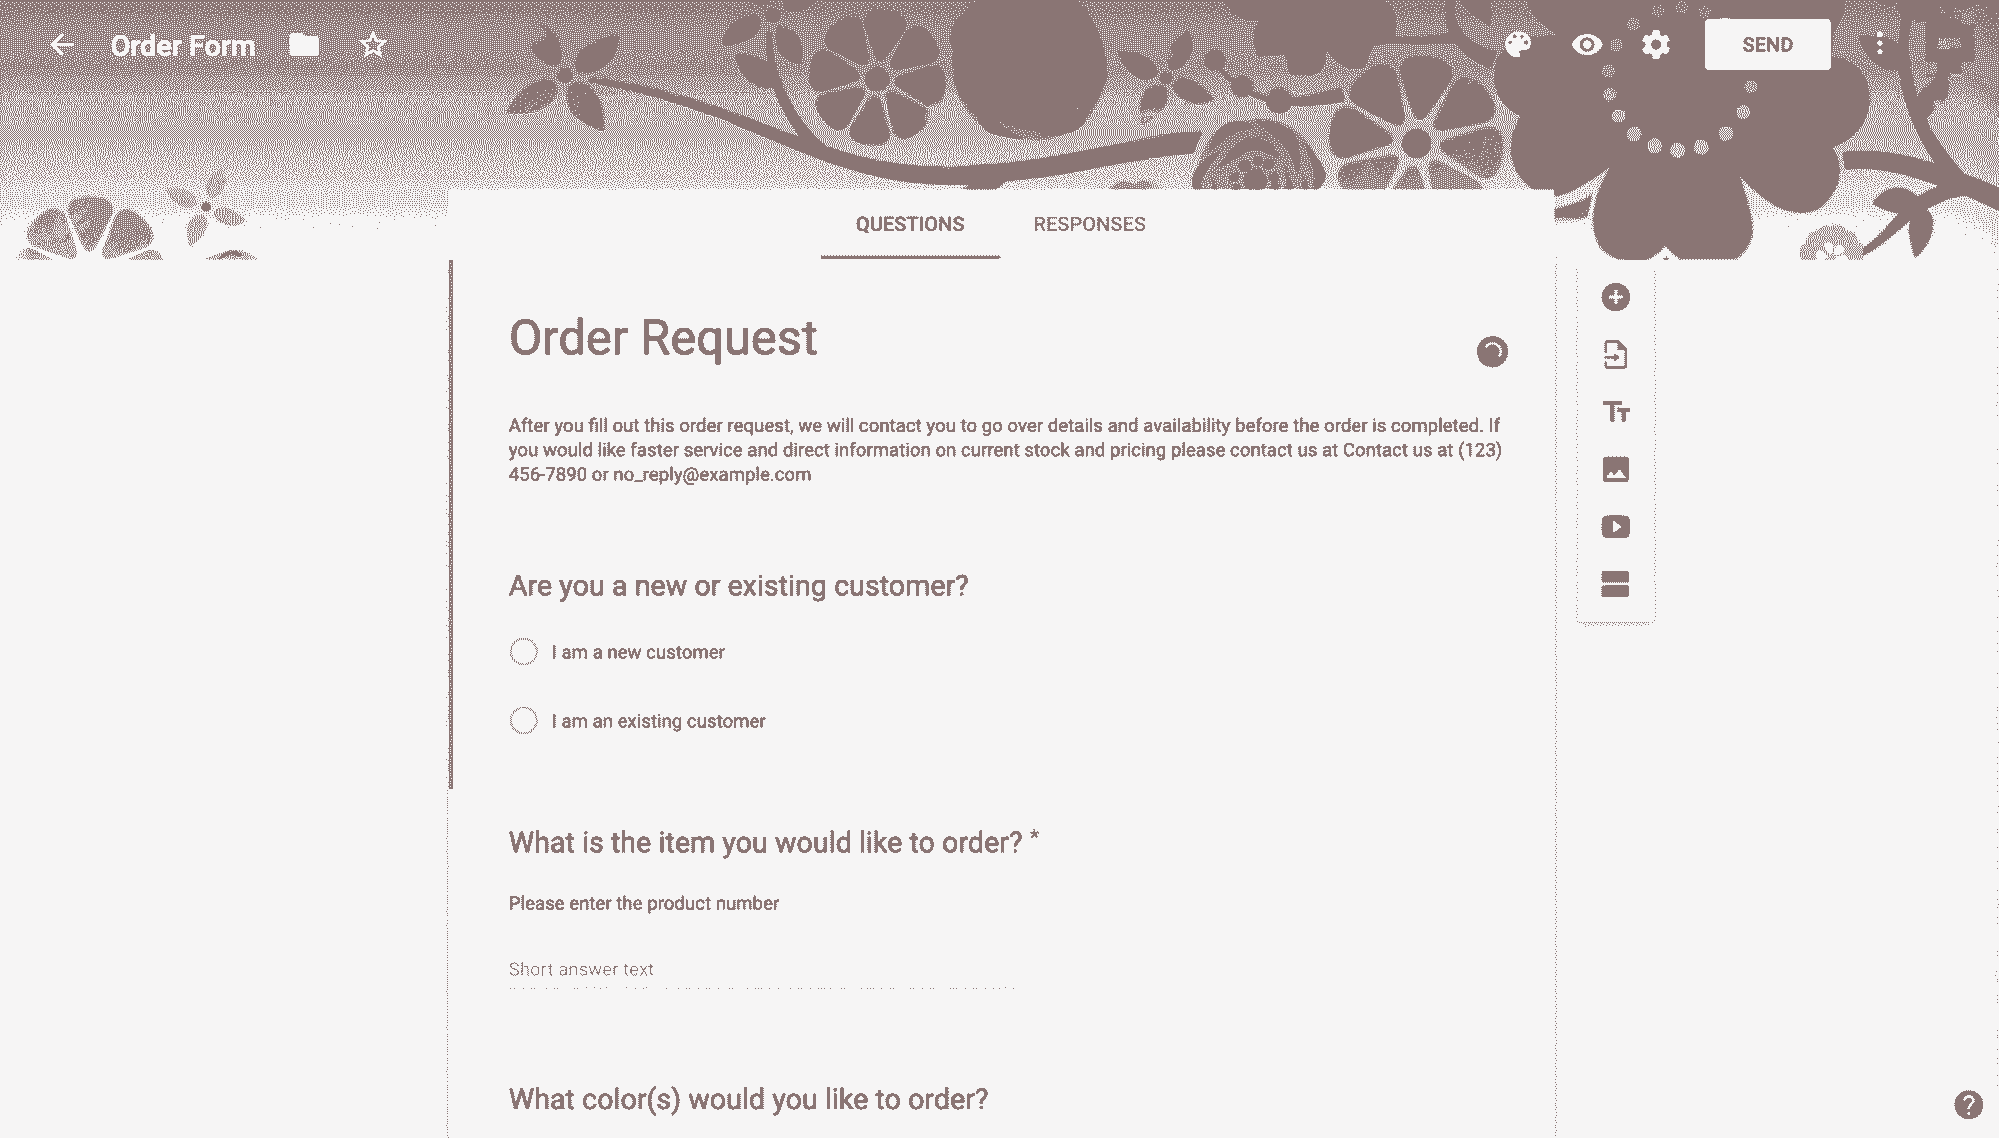 Order Form
SEND
QUESTIONS
RESPONSES
Order Request
After you fill out this order request, we will contact you to go over details and availability before the order is completed. If
you would like faster service and direct information on current stock and pricing please contact us at Contact us at (123)
456-7890 or no_reply@example.com
Are you a new or existing customer?
I am a new customer
I am an existing customer
What is the item you would like to order? *
Please enter the product number
Short answer text
What color(s) would you like to order?